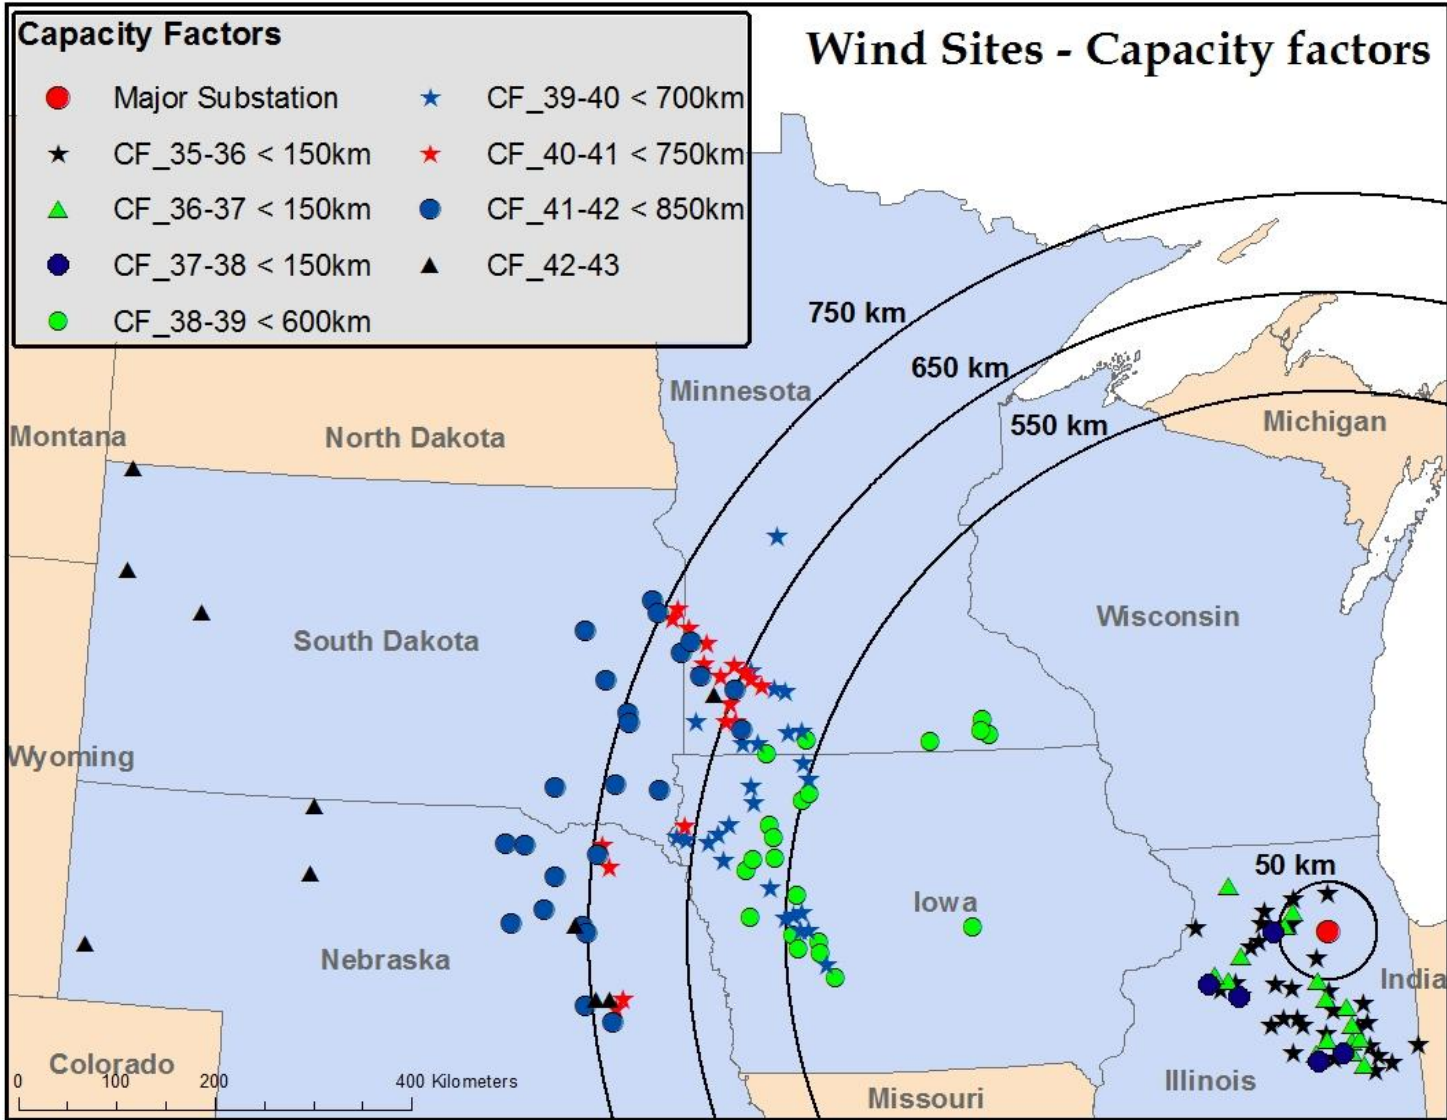 Wind Sites - Capacity factors
Capacity Factors
Major Substation
CF_35-36 < 150km
CF_36-37 < 150km
CF_37-38 < 150km
CF_38-39 < 600km
CF_39-40 < 700km
CF_40-41 < 750km
CF_41-42 < 850km
CF_42-43
750 km
650 km
550 km
50 km
Minnesota
Michigan
Montana
North Dakota
South Dakota
Wisconsin
Wyoming
Iowa
Nebraska
India
Colorado
Illinois
Missouri
0 100 200 400 Kilometers